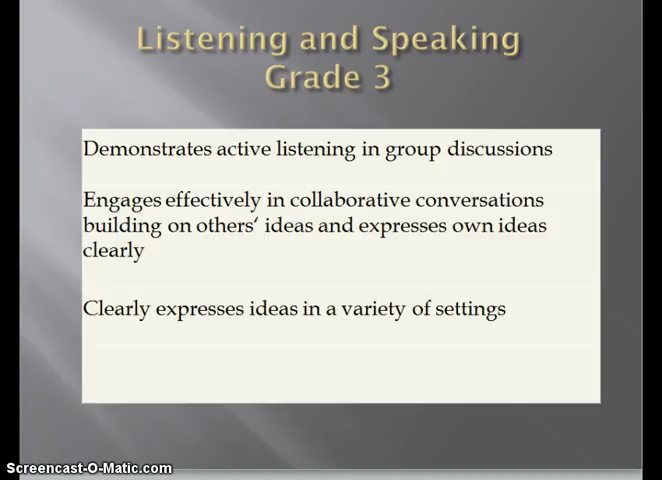 Listening and Speaking
Grade 3
Demonstrates active listening in group discussions
Engages effectively in collaborative conversations
building on others‘ ideas and expresses own ideas
clearly
Clearly expresses ideas in a variety of settings
Screencast-O-Matic.com